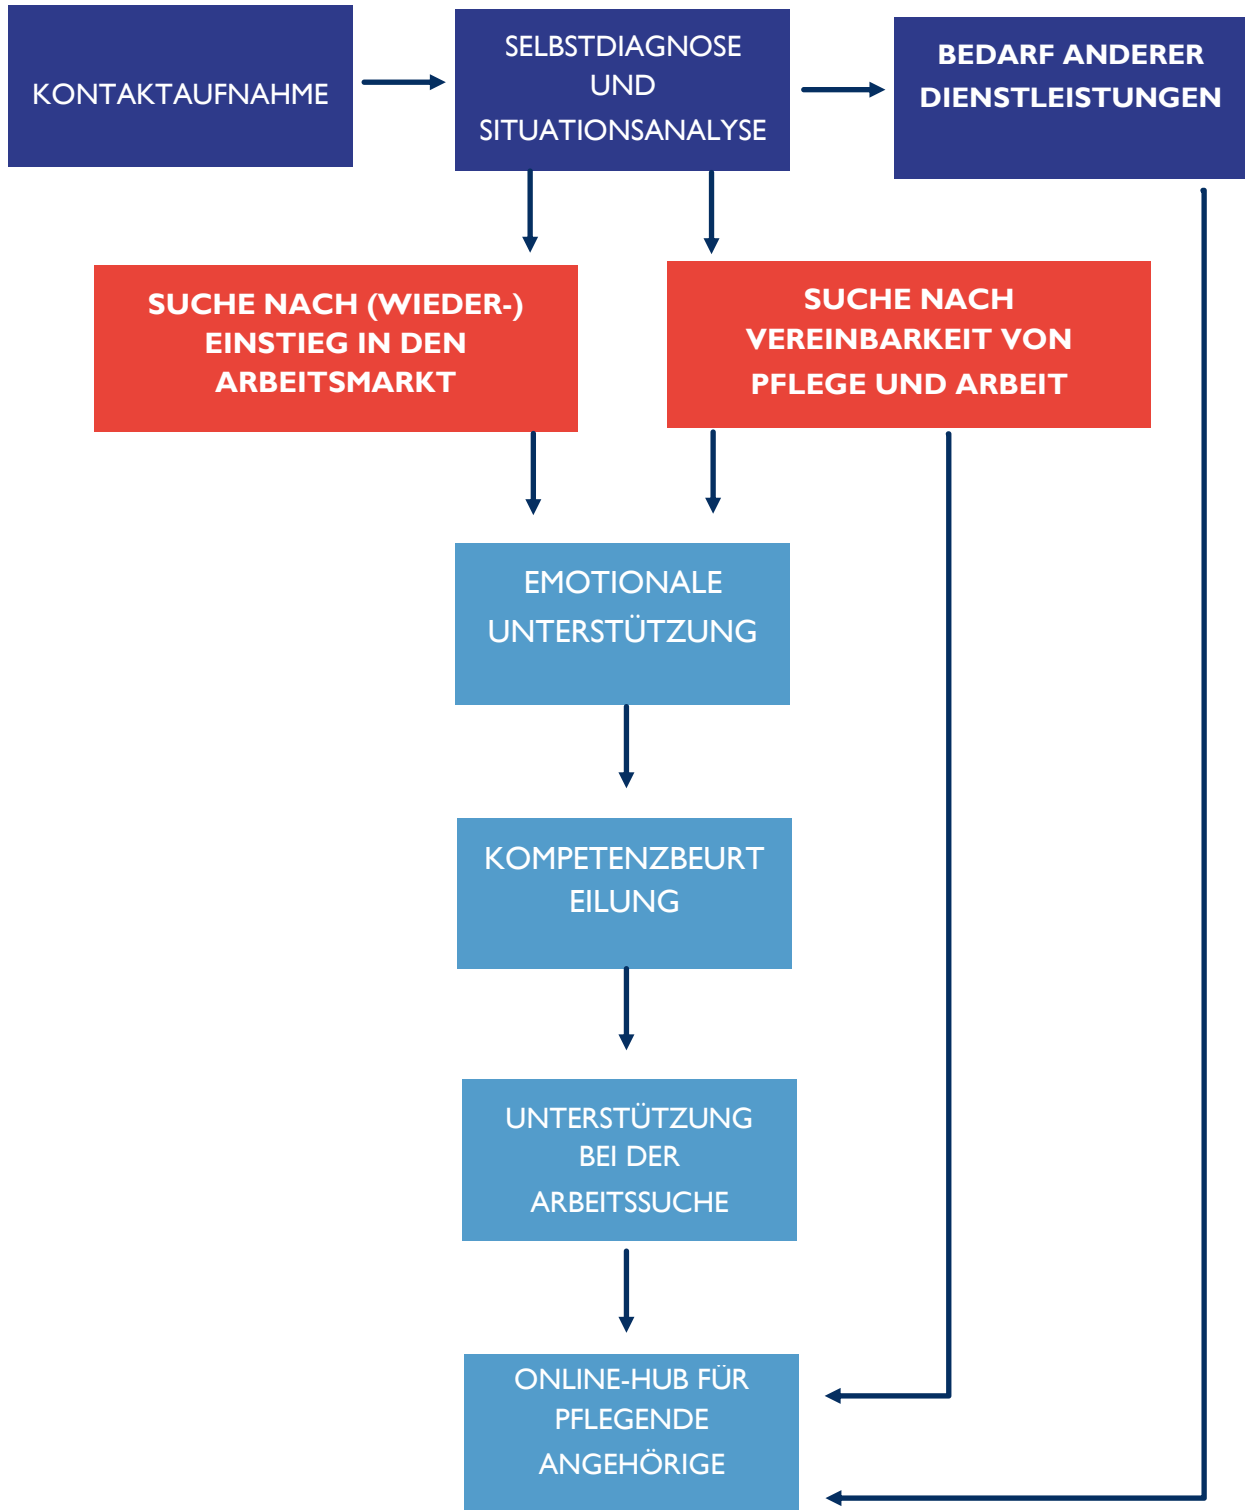 KONTAKTAUFNAHME
SELBSTDIAGNOSE
UND
SITUATIONSANALYSE
BEDARF ANDERER
DIENSTLEISTUNGEN
SUCHE NACH (WIEDER-)
EINSTIEG IN DEN
ARBEITSMARKT
SUCHE NACH
VEREINBARKEIT VON
PFLEGE UND ARBEIT
EMOTIONALE
UNTERSTÜTZUNG
KOMPETENZBEURT
EILUNG
UNTERSTÜTZUNG
BEI DER
ARBEITSSUCHE
ONLINE-HUB FÜR
PFLEGENDE
ANGEHÖRIGE